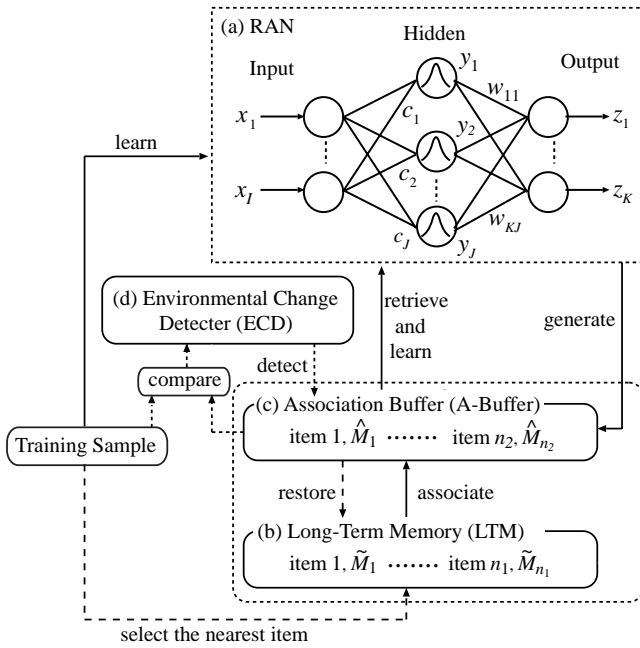 (a) RAN
Hidden
Input
Output
y1
w11
x1
c1
z1
y2
learn
c2
xI
zK
wKJ
cJ
yJ
(d) Environmental Change
Detecter (ECD)
retrieve
and
learn
generate
detect
compare
(c) Association Buffer (A-Buffer)
item 1, M̂1 ······· item n2, M̂n2
Training Sample
restore
associate
(b) Long-Term Memory (LTM)
item 1, M̃1 ······· item n1, M̃n1
select the nearest item